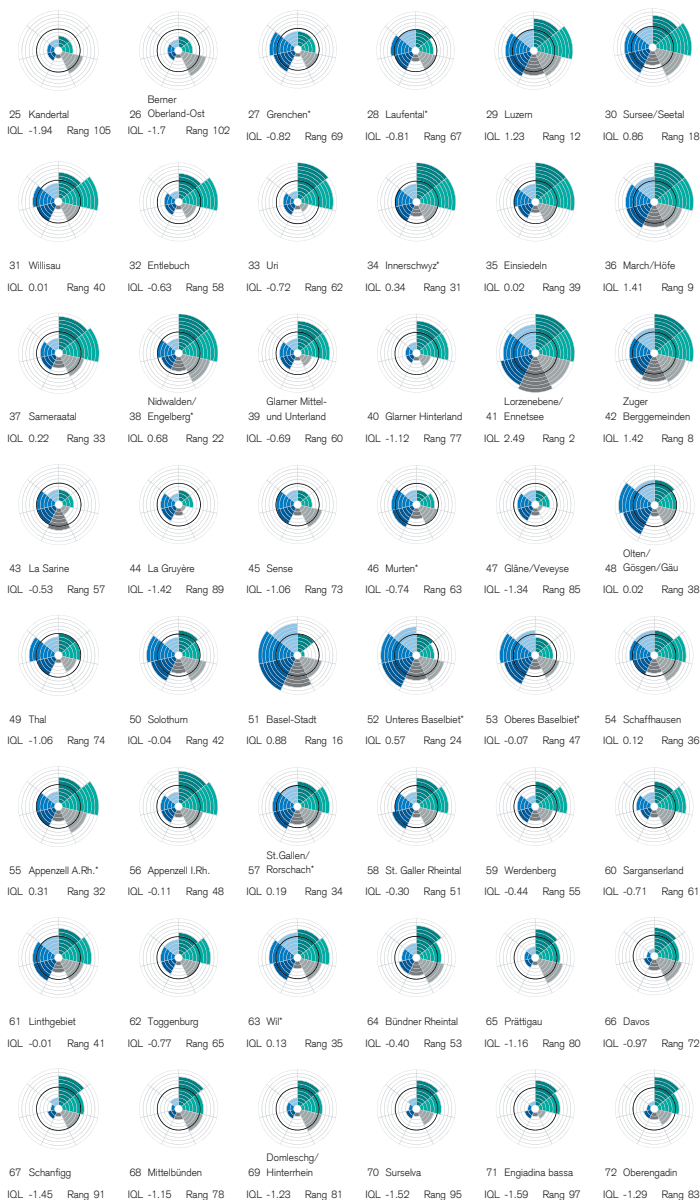 25 Kandertal
IQL -1.94 Rang 105
Berner
26 Oberland-Ost
IQL -1.7 Rang 102
27 Grenchen*
IQL -0.82 Rang 69
28 Laufental*
IQL -0.81 Rang 67
29 Luzern
IQL 1.23 Rang 12
30 Sursee/Seetal
IQL 0.86 Rang 18
31 Willisau
IQL 0.01 Rang 40
32 Entlebuch
IQL -0.63 Rang 58
33 Uri
IQL -0.72 Rang 62
34 Innerschwyz*
IQL 0.34 Rang 31
35 Einsiedeln
IQL 0.02 Rang 39
36 March/Höfe
IQL 1.41 Rang 9
37 Sarneraatal
IQL 0.22 Rang 33
Nidwalden/
38 Engelberg*
IQL 0.68 Rang 22
Glarner Mittel-
39 und Unterland
IQL -0.69 Rang 60
40 Glarner Hinterland
IQL -1.12 Rang 77
Lorzenebene/
41 Ennetsee
IQL 2.49 Rang 2
Zuger
42 Berggemeinden
IQL 1.42 Rang 8
43 La Sarine
IQL -0.53 Rang 57
44 La Gruyère
IQL -1.42 Rang 89
45 Sense
IQL -1.06 Rang 73
46 Murten*
IQL -0.74 Rang 63
47 Glâne/Veveyse
IQL -1.34 Rang 85
Olten/
48 Gösgen/Gäu
IQL 0.02 Rang 38
49 Thal
IQL -1.06 Rang 74
50 Solothurn
IQL -0.04 Rang 42
51 Basel-Stadt
IQL 0.88 Rang 16
52 Unteres Baselbiet*
IQL 0.57 Rang 24
53 Oberes Baselbiet*
IQL -0.07 Rang 47
54 Schaffhausen
IQL 0.12 Rang 36
55 Appenzell A.Rh.*
IQL 0.31 Rang 32
56 Appenzell I.Rh.
IQL -0.11 Rang 48
St.Gallen/
57 Rorschach*
IQL 0.19 Rang 34
58 St. Galler Rheintal
IQL -0.30 Rang 51
59 Werdenberg
IQL -0.44 Rang 55
60 Sarganserland
IQL -0.71 Rang 61
61 Linthgebiet
IQL -0.01 Rang 41
62 Toggenburg
IQL -0.77 Rang 65
63 Wil*
IQL 0.13 Rang 35
64 Bündner Rheintal
IQL -0.40 Rang 53
65 Prättigau
IQL -1.16 Rang 80
66 Davos
IQL -0.97 Rang 72
67 Schanfigg
IQL -1.45 Rang 91
68 Mittelbünden
IQL -1.15 Rang 78
Domleschg/
69 Hinterrhein
IQL -1.23 Rang 81
70 Surselva
IQL -1.52 Rang 95
71 Engiadina bassa
IQL -1.59 Rang 97
72 Oberengadin
IQL -1.29 Rang 83